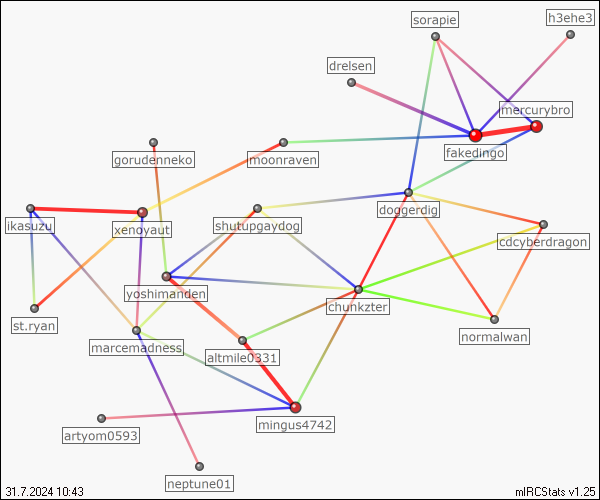 sorapie
h3ehe3
drelsen
mercurybro
fakedingo
gorudenneko
moonraven
doggerdig
ikasuzu
xenoyaut
shutupgaydog
cdcyberdragon
yoshimanden
chunkzter
st.ryan
normalwan
marcemadness
altmile0331
mingus4742
artyom0593
neptune01
31.7.2024 10:43
mIRCStats v1.25